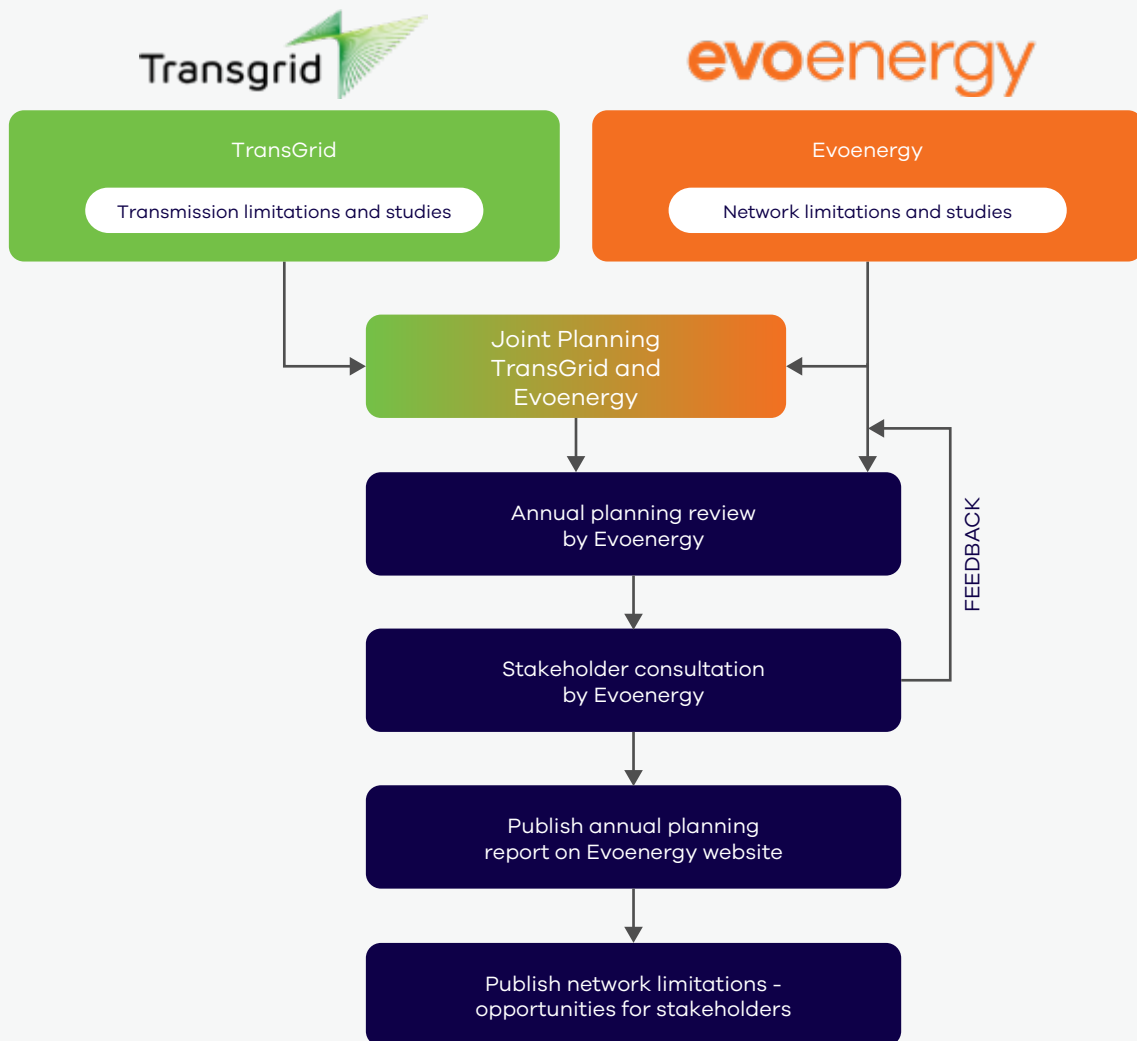 Transgrid
evoenergy
TransGrid
Transmission limitations and studies
Evoenergy
Network limitations and studies
Joint Planning
TransGrid and
Evoenergy
Annual planning review
by Evoenergy
FEEDBACK
Stakeholder consultation
by Evoenergy
Publish annual planning
report on Evoenergy website
Publish network limitations -
opportunities for stakeholders